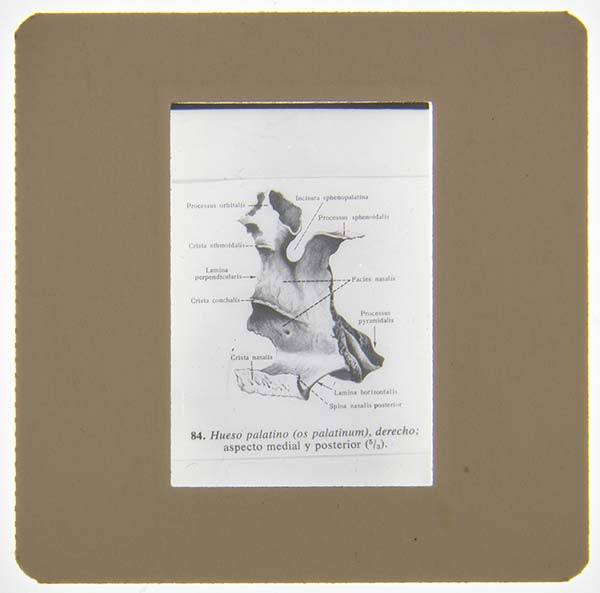 Incisura sphenopalatina
Processus orbitalis
Processus sphenoidalis
Crista ethmoidalis
Lamina
perpendicularis
Facies nasalis
Crista conchalis
Processus
pyramidalis
Crista nasalis
Lamina horizontalis
Spina nasalis posterior
84. Hueso palatino (os palatinum), derecho;
aspecto medial y posterior (⁵/₃).